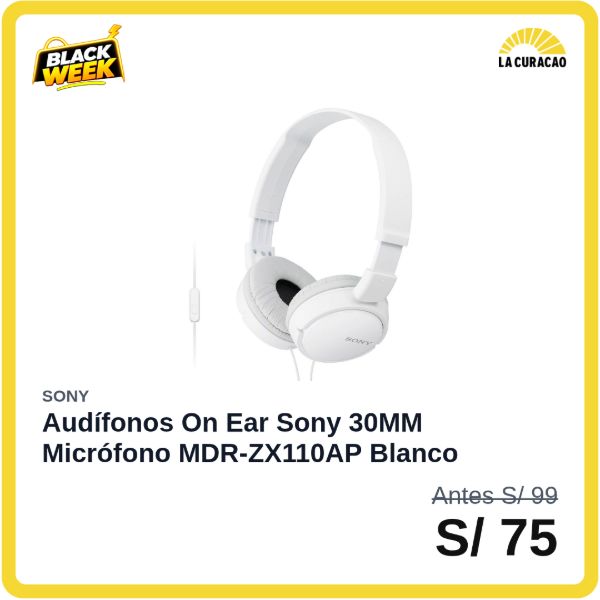 BLACK
WEEK
LA CURACAO
SONY
SONY
Audífonos On Ear Sony 30MM
Micrófono MDR-ZX110AP Blanco
Antes S/ 99
S/ 75